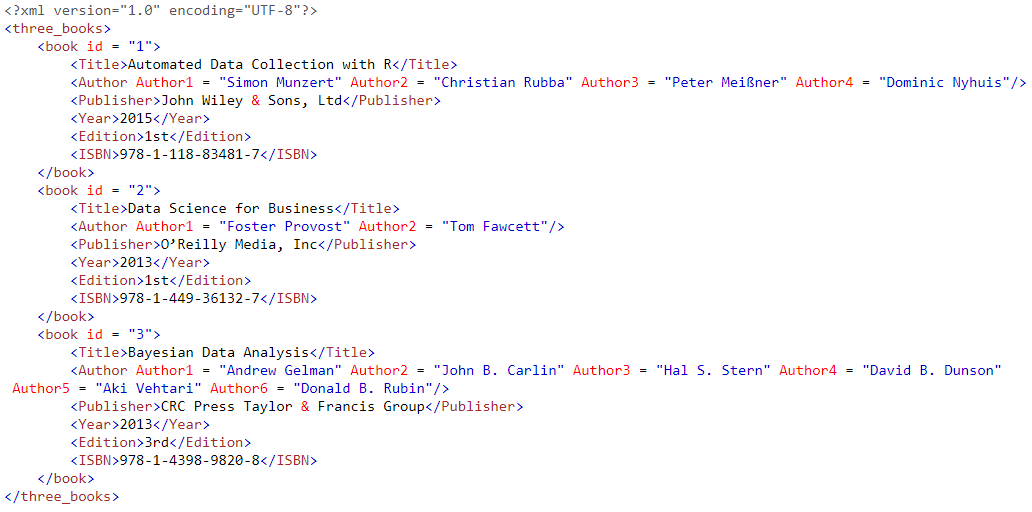 <?xml version="1.0" encoding="UTF-8"?>
<three_books>
    <book id = "1">
        <Title>Automated Data Collection with R</Title>
        <Author Author1 = "Simon Munzert" Author2 = "Christian Rubba" Author3 = "Peter Meißner" Author4 = "Dominic Nyhuis"/>
        <Publisher>John Wiley & Sons, Ltd</Publisher>
        <Year>2015</Year>
        <Edition>1st</Edition>
        <ISBN>978-1-118-83481-7</ISBN>
    </book>
    <book id = "2">
        <Title>Data Science for Business</Title>
        <Author Author1 = "Foster Provost" Author2 = "Tom Fawcett"/>
        <Publisher>O’Reilly Media, Inc</Publisher>
        <Year>2013</Year>
        <Edition>1st</Edition>
        <ISBN>978-1-449-36132-7</ISBN>
    </book>
    <book id = "3">
        <Title>Bayesian Data Analysis</Title>
        <Author Author1 = "Andrew Gelman" Author2 = "John B. Carlin" Author3 = "Hal S. Stern" Author4 = "David B. Dunson"
 Author5 = "Aki Vehtari" Author6 = "Donald B. Rubin"/>
        <Publisher>CRC Press Taylor & Francis Group</Publisher>
        <Year>2013</Year>
        <Edition>3rd</Edition>
        <ISBN>978-1-4398-9820-8</ISBN>
    </book>
</three_books>